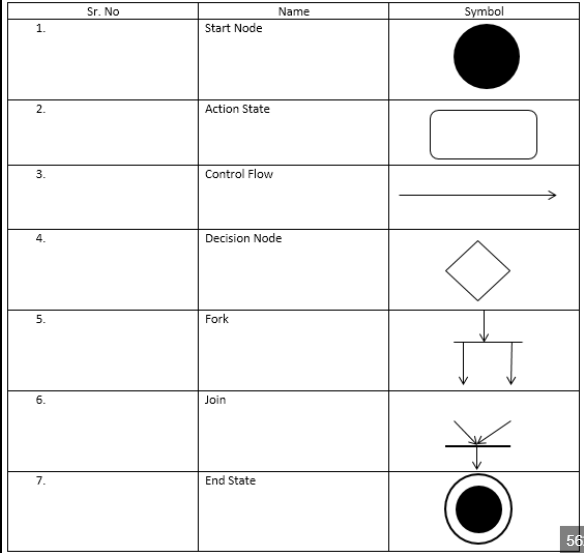 Sr. No Name Symbol
1. Start Node
2. Action State
3. Control Flow
4. Decision Node
5. Fork
6. Join
7. End State
56